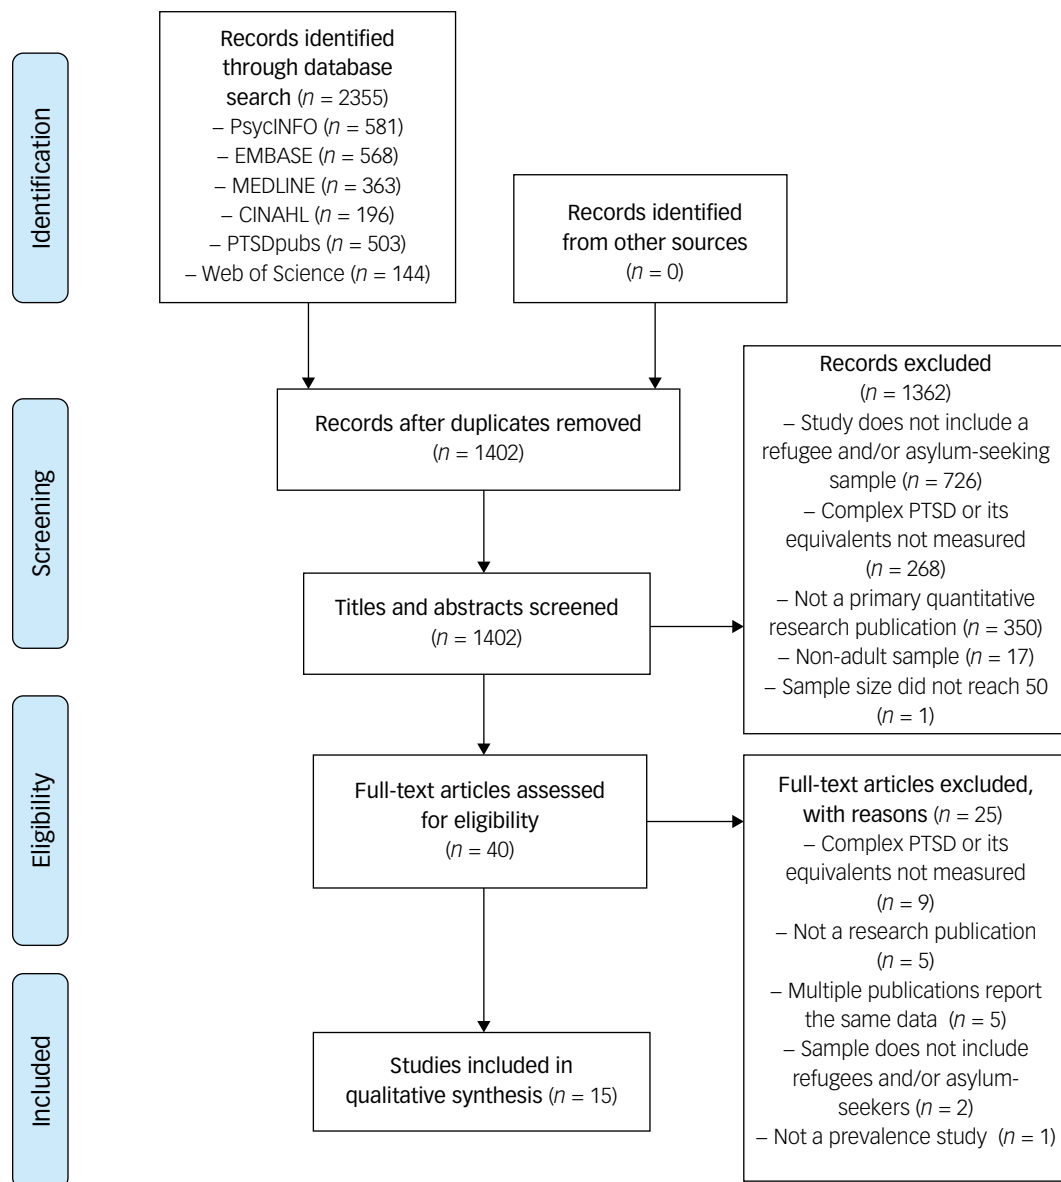 Identification
Records identified
through database
search (n = 2355)
– PsycINFO (n = 581)
– EMBASE (n = 568)
– MEDLINE (n = 363)
– CINAHL (n = 196)
– PTSDpubs (n = 503)
– Web of Science (n = 144)
Records identified
from other sources
(n = 0)
Screening
Records after duplicates removed
(n = 1402)
Titles and abstracts screened
(n = 1402)
Records excluded
(n = 1362)
– Study does not include a
refugee and/or asylum-seeking
sample (n = 726)
– Complex PTSD or its
equivalents not measured
(n = 268)
– Not a primary quantitative
research publication (n = 350)
– Non-adult sample (n = 17)
– Sample size did not reach 50
(n = 1)
Eligibility
Full-text articles assessed
for eligibility
(n = 40)
Full-text articles excluded,
with reasons (n = 25)
– Complex PTSD or its
equivalents not measured
(n = 9)
– Not a research publication
(n = 5)
– Multiple publications report
the same data (n = 5)
– Sample does not include
refugees and/or asylum-
seekers (n = 2)
– Not a prevalence study (n = 1)
Included
Studies included in
qualitative synthesis (n = 15)